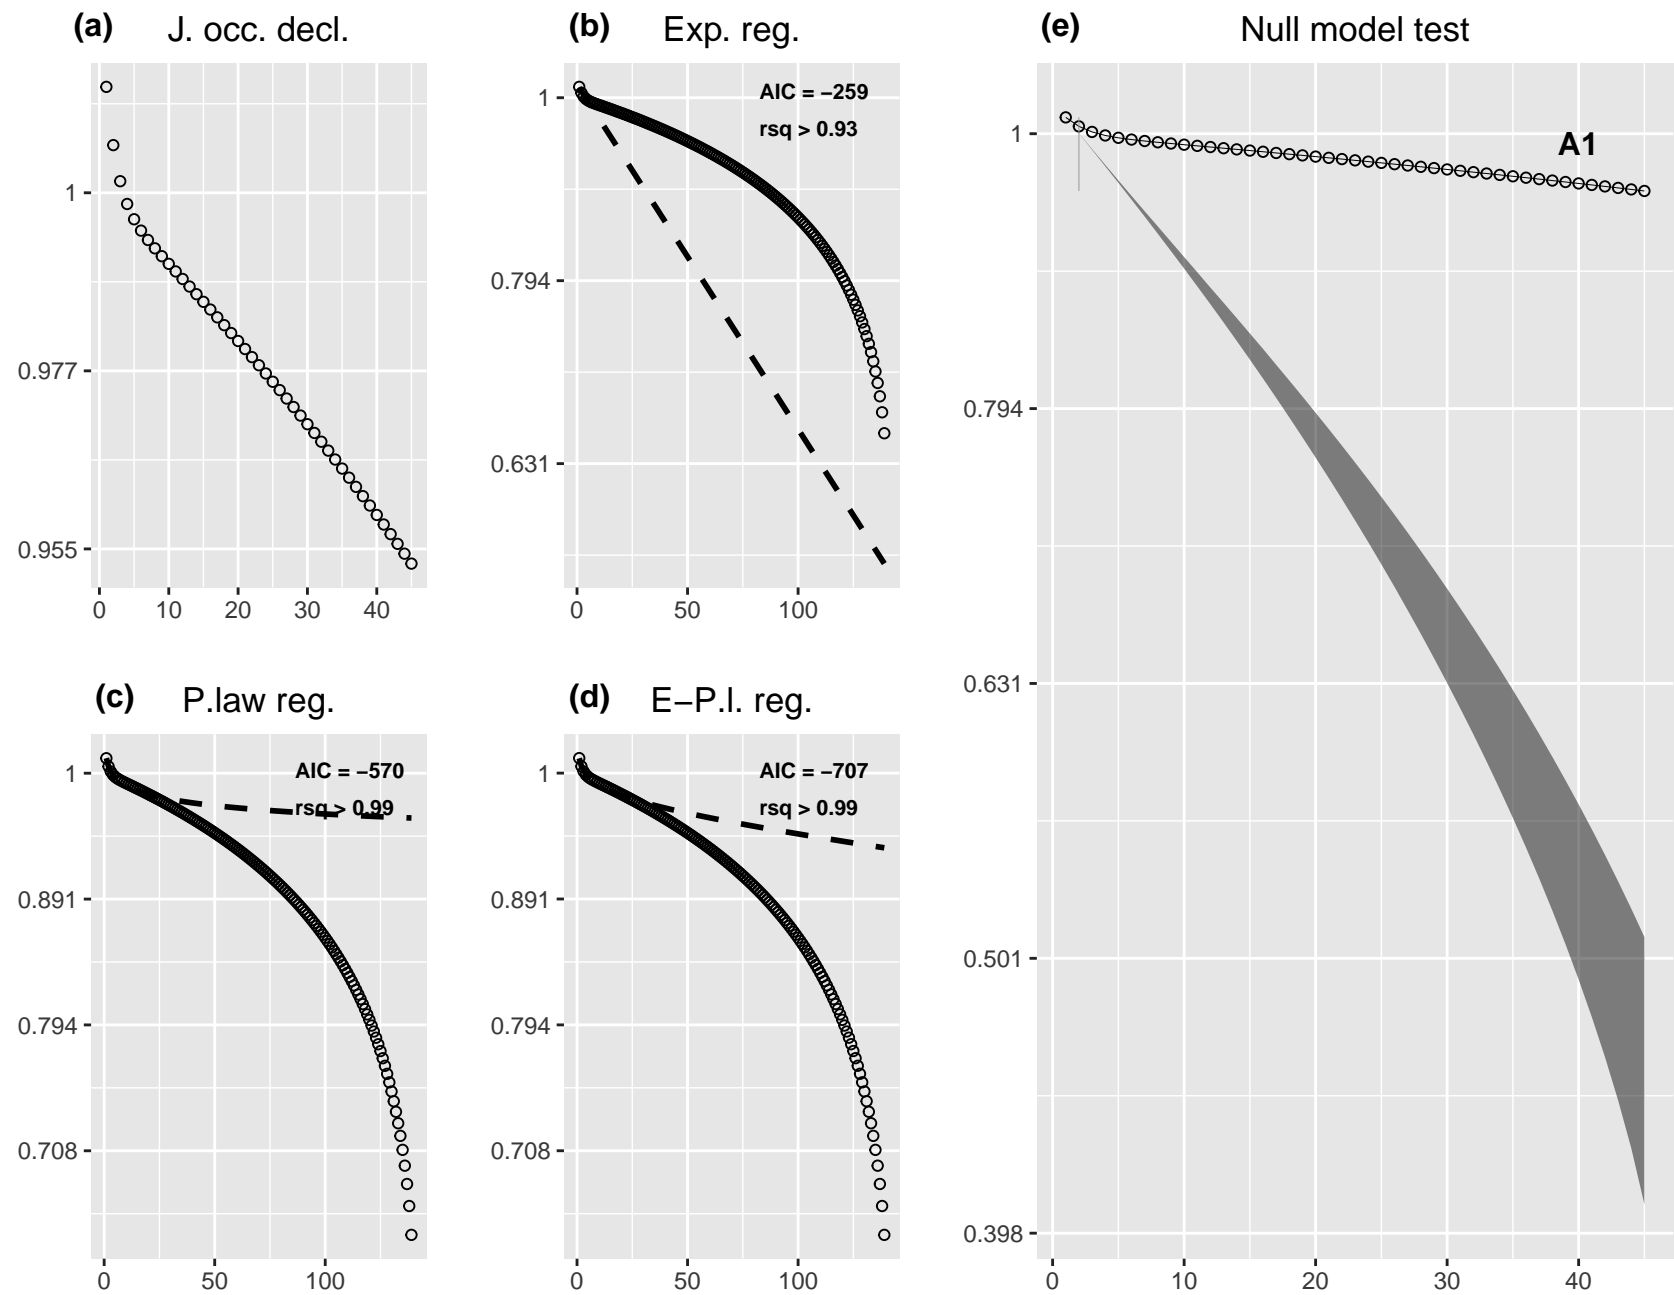 (a) J. occ. decl.
1
0.977
0.955
0 10 20 30 40
(b) Exp. reg.
AIC = −259
rsq > 0.93
1
0.794
0.631
0 50 100
(c) P.law reg.
AIC = −570
rsq > 0.99
1
0.891
0.794
0.708
0 50 100
(d) E−P.l. reg.
AIC = −707
rsq > 0.99
1
0.891
0.794
0.708
0 50 100
(e) Null model test
A1
1
0.794
0.631
0.501
0.398
0 10 20 30 40